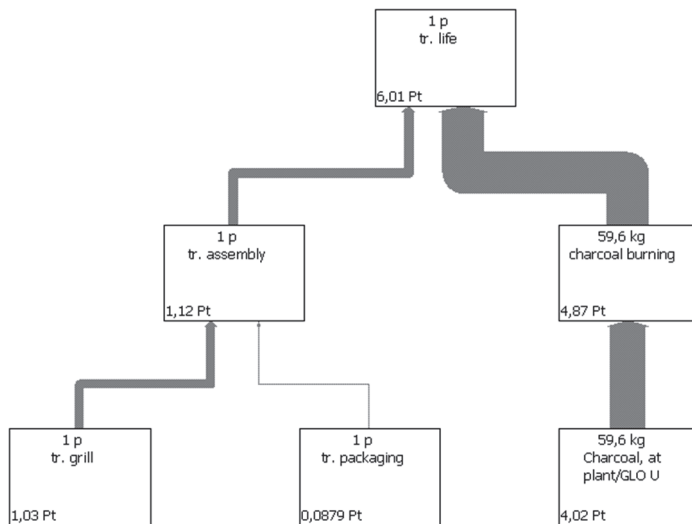 1 p
tr. life
6,01 Pt
1 p
tr. assembly
1,12 Pt
59,6 kg
charcoal burning
4,87 Pt
1 p
tr. grill
1,03 Pt
1 p
tr. packaging
0,0879 Pt
59,6 kg
Charcoal, at
plant/GLO U
4,02 Pt